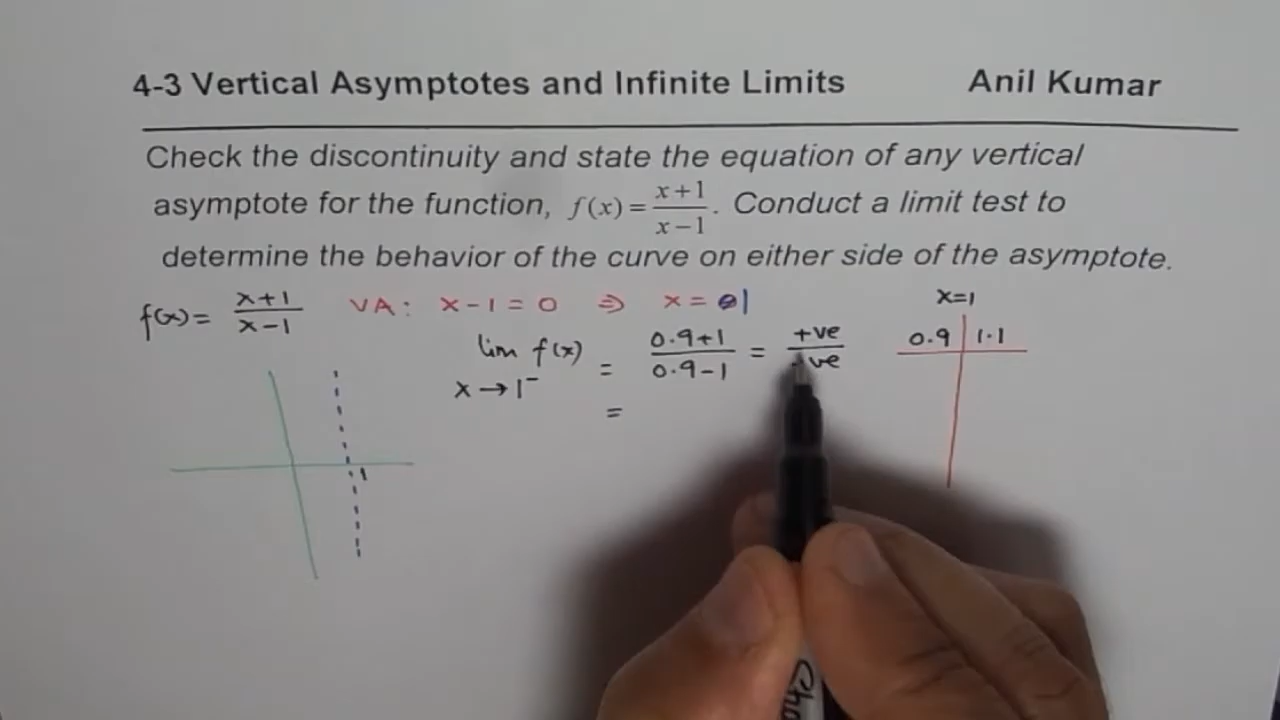 4-3 Vertical Asymptotes and Infinite Limits Anil Kumar
Check the discontinuity and state the equation of any vertical
asymptote for the function, f(x) = (x+1)/(x-1). Conduct a limit test to
determine the behavior of the curve on either side of the asymptote.
f(x) = (x+1)/(x-1) VA: x-1=0 ⇒ x=1
x=1
0.9 | 1.1
lim f(x) = (0.9+1)/(0.9-1) = +ve/-ve
x→1⁻
=
1